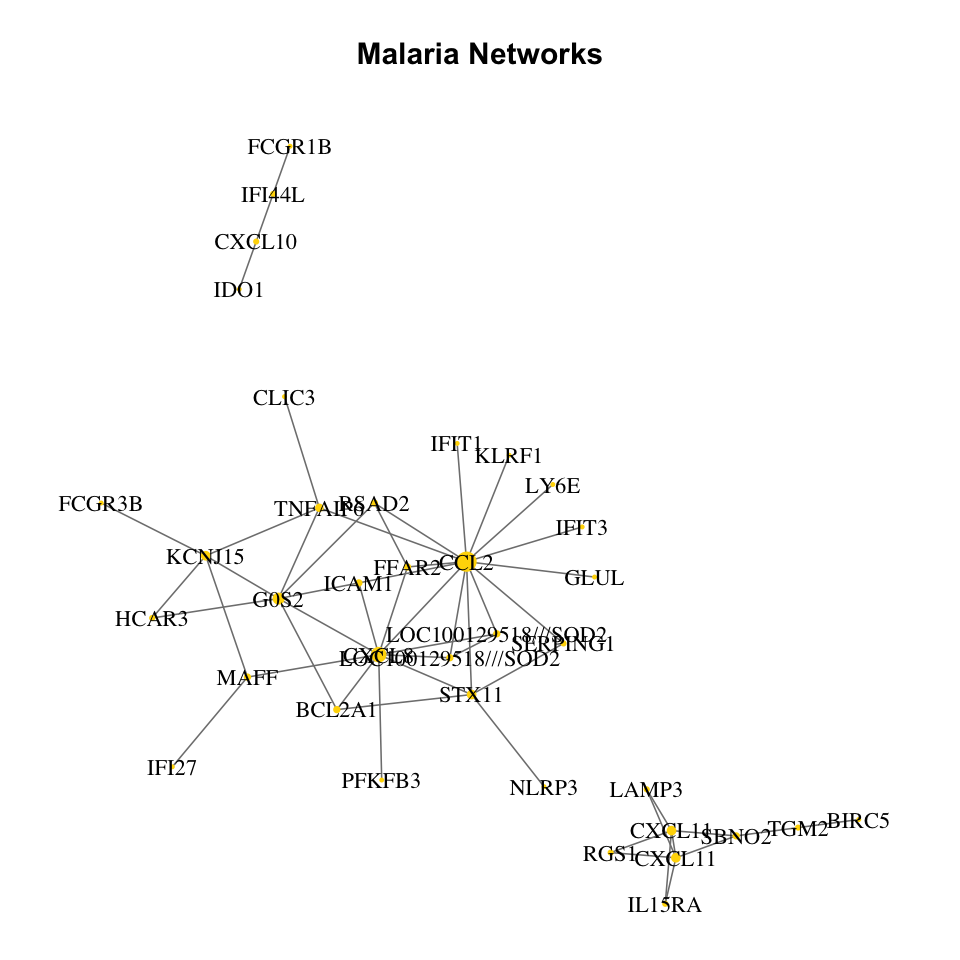 Malaria Networks
FCGR1B
IFI44L
CXCL10
IDO1
CLIC3
IFIT1
KLRF1
LY6E
FCGR3B
TNFAIP6
RSAD2
IFIT3
KCNJ15
FFAR2
CCL2
ICAM1
GLUL
G0S2
HCAR3
LOC100129518///SOD2
SERPING1
CXCL8
LOC100129518///SOD2
MAFF
STX11
BCL2A1
IFI27
PFKFB3
NLRP3
LAMP3
BIRC5
TGM2
CXCL11
SBNO2
RGS1
CXCL11
IL15RA